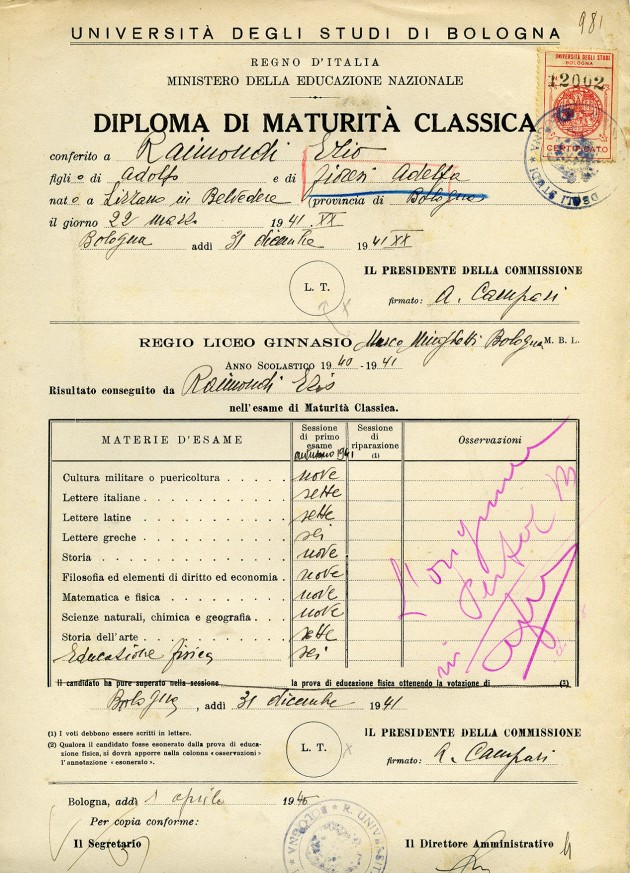 981
UNIVERSITÀ DEGLI STUDI DI BOLOGNA
REGNO D'ITALIA
MINISTERO DELLA EDUCAZIONE NAZIONALE
UNIVERSITÀ DEGLI STUDI
BOLOGNA
12002
CERTIFICATO
DIPLOMA DI MATURITÀ CLASSICA
conferito a Raimondi Ezio
figlio di Adolfo e di Adelfa
nato a Lizzano in Belvedere (provincia di Bologna
il giorno 22 marzo 1941 XX
Bologna addì 31 dicembre 1941 XX
IL PRESIDENTE DELLA COMMISSIONE
L. T.
firmato: A. Campari
REGIO LICEO GINNASIO Marco Minghetti Bologna M. B. L.
ANNO SCOLASTICO 1940 - 1941
Risultato conseguito da Raimondi Ezio
nell'esame di Maturità Classica.
MATERIE D'ESAME Sessione di primo esame autunno 1941 Sessione di riparazione (1) Osservazioni
Cultura militare o puericoltura nove
Lettere italiane sette
Lettere latine sette
Lettere greche sei
Storia nove
Filosofia ed elementi di diritto ed economia nove
Matematica e fisica nove
Scienze naturali, chimica e geografia nove
Storia dell'arte sette
Educazione fisica sei
Il candidato ha pure superato nella sessione la prova di educazione fisica ottenendo la votazione di (2)
Bologna, addì 31 dicembre 1941
(1) I voti debbono essere scritti in lettere.
(2) Qualora il candidato fosse esonerato dalla prova di educazione fisica, si dovrà apporre nella colonna «osservazioni» l'annotazione «esonerato».
L. T.
IL PRESIDENTE DELLA COMMISSIONE
firmato: A. Campari
Bologna, addì 1 aprile 1946
Per copia conforme:
Il Segretario Il Direttore Amministrativo